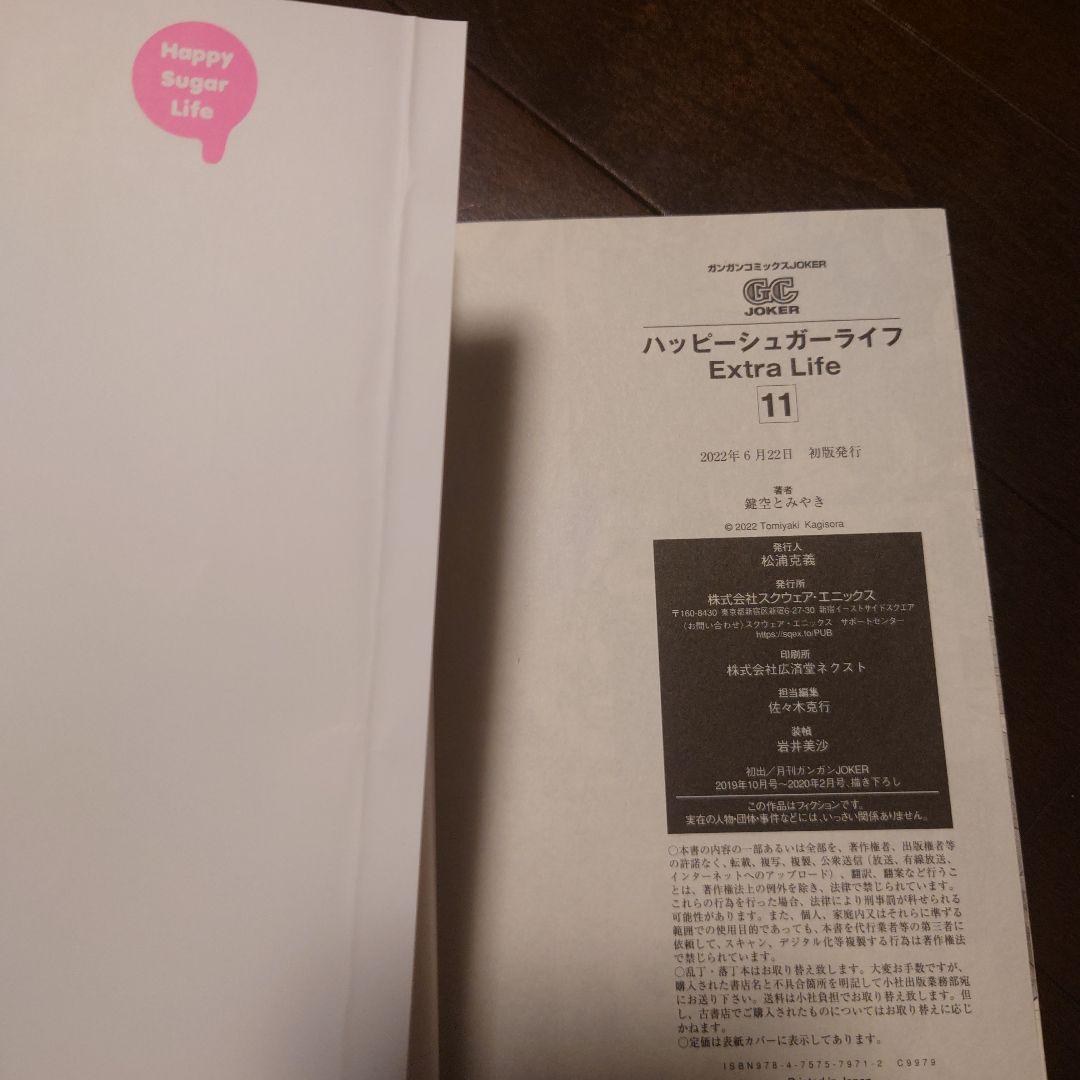 Happy
Sugar
Life
ガンガンコミックスJOKER
GC
JOKER
ハッピーシュガーライフ
Extra Life
11
2022年6月22日 初版発行
著者
鍵空とみやき
© 2022 Tomiyaki Kagisora
発行人
松浦克義
発行所
株式会社スクウェア・エニックス
〒160-8430 東京都新宿区新宿6-27-30 新宿イーストサイドスクエア
〈お問い合わせ〉スクウェア・エニックス サポートセンター
https://sqex.to/PUB
印刷所
株式会社広済堂ネクスト
担当編集
佐々木克行
装幀
岩井美沙
初出/月刊ガンガンJOKER
2019年10月号~2020年2月号、描き下ろし
この作品はフィクションです。
実在の人物・団体・事件などには、いっさい関係ありません。
○本書の内容の一部あるいは全部を、著作権者、出版権者等
の許諾なく、転載、複写、複製、公衆送信(放送、有線放送、
インターネットへのアップロード)、翻訳、翻案など行うこ
とは、著作権法上の例外を除き、法律で禁じられています。
これらの行為を行った場合、法律により刑事罰が科せられる
可能性があります。また、個人、家庭内又はそれらに準ずる
範囲での使用目的であっても、本書を代行業者等の第三者に
依頼して、スキャン、デジタル化等複製する行為は著作権法
で禁じられています。
○乱丁・落丁本はお取り替え致します。大変お手数ですが、
購入された書店名と不具合箇所を明記して小社出版業務部宛
にお送り下さい。送料は小社負担でお取り替え致します。但
し、古書店でご購入されたものについてはお取り替えに応じ
かねます。
○定価は表紙カバーに表示してあります。
ISBN978-4-7575-7971-2 C9979
Printed in Japan